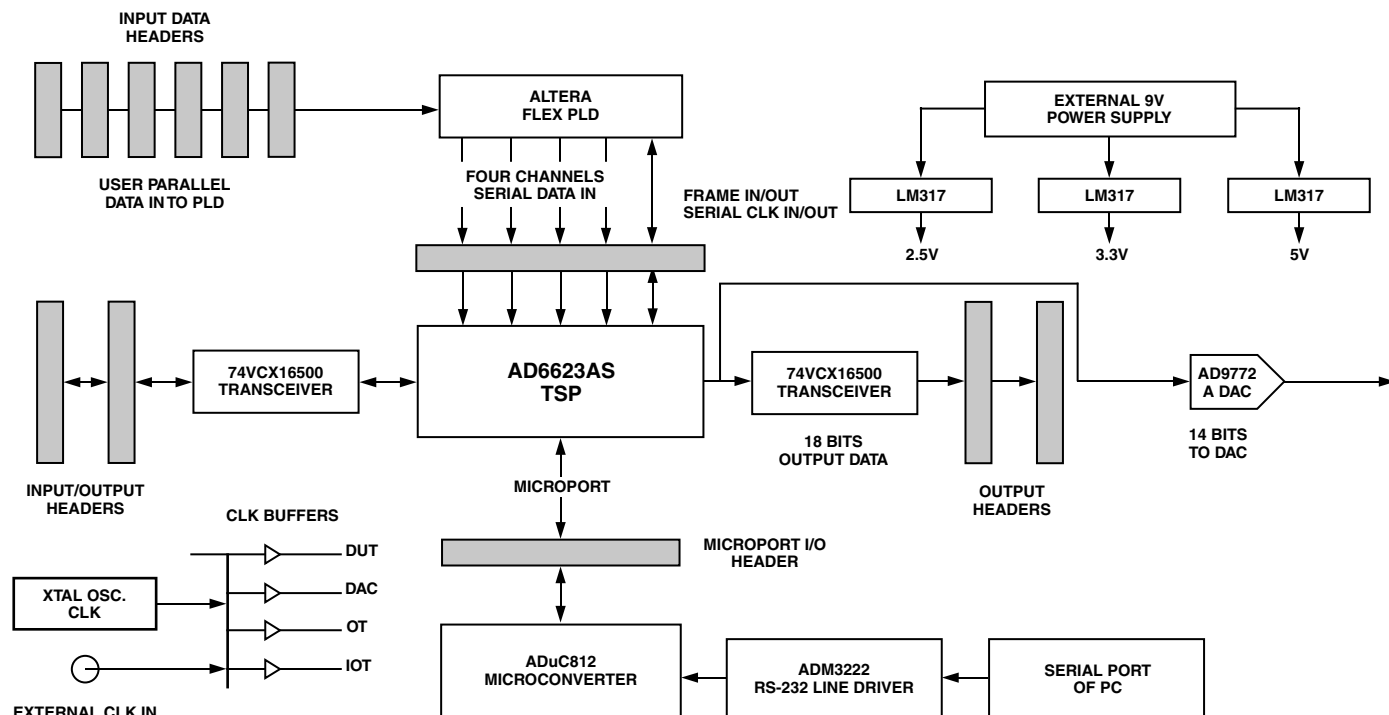 INPUT DATA
HEADERS
USER PARALLEL
DATA IN TO PLD
ALTERA
FLEX PLD
FOUR CHANNELS
SERIAL DATA IN
FRAME IN/OUT
SERIAL CLK IN/OUT
EXTERNAL 9V
POWER SUPPLY
LM317
LM317
LM317
2.5V
3.3V
5V
INPUT/OUTPUT
HEADERS
74VCX16500
TRANSCEIVER
AD6623AS
TSP
74VCX16500
TRANSCEIVER
18 BITS
OUTPUT DATA
OUTPUT
HEADERS
AD9772
A DAC
14 BITS
TO DAC
MICROPORT
MICROPORT I/O
HEADER
CLK BUFFERS
DUT
DAC
OT
IOT
XTAL OSC.
CLK
EXTERNAL CLK IN
ADuC812
MICROCONVERTER
ADM3222
RS-232 LINE DRIVER
SERIAL PORT
OF PC